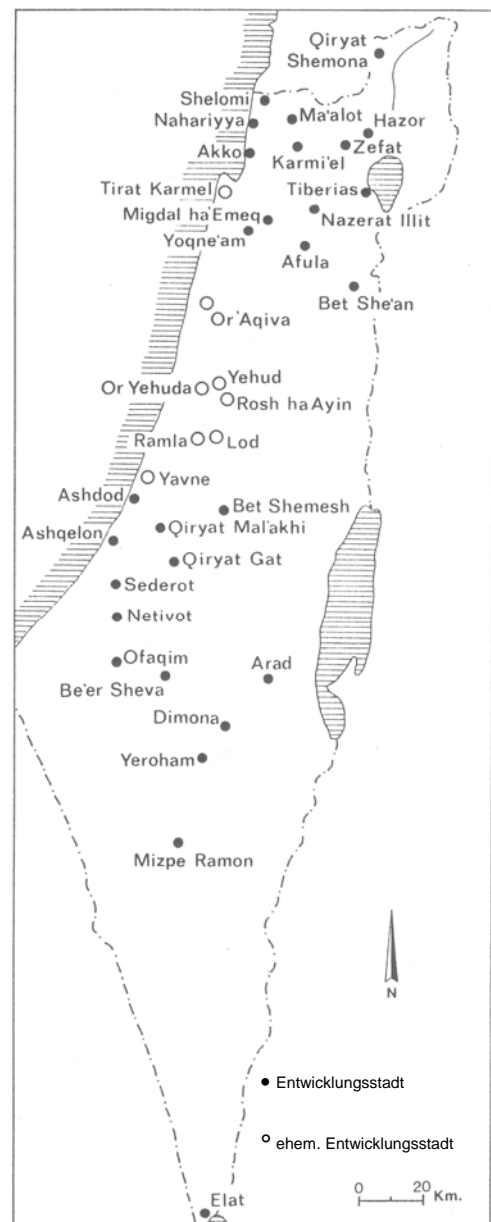 Qiryat
Shemona
Shelomi
Ma'alot
Nahariyya
Hazor
Akko
Zefat
Karmi'el
Tirat Karmel
Tiberias
Migdal ha'Emeq
Nazerat Illit
Yoqne'am
Afula
Bet She'an
Or'Aqiva
Yehud
Or Yehuda
Rosh ha Ayin
Ramla
Lod
Yavne
Ashdod
Bet Shemesh
Qiryat Mal'akhi
Ashqelon
Qiryat Gat
Sederot
Netivot
Ofaqim
Arad
Be'er Sheva
Dimona
Yeroham
Mizpe Ramon
N
Entwicklungsstadt
ehem. Entwicklungsstadt
Elat
0 20 Km.